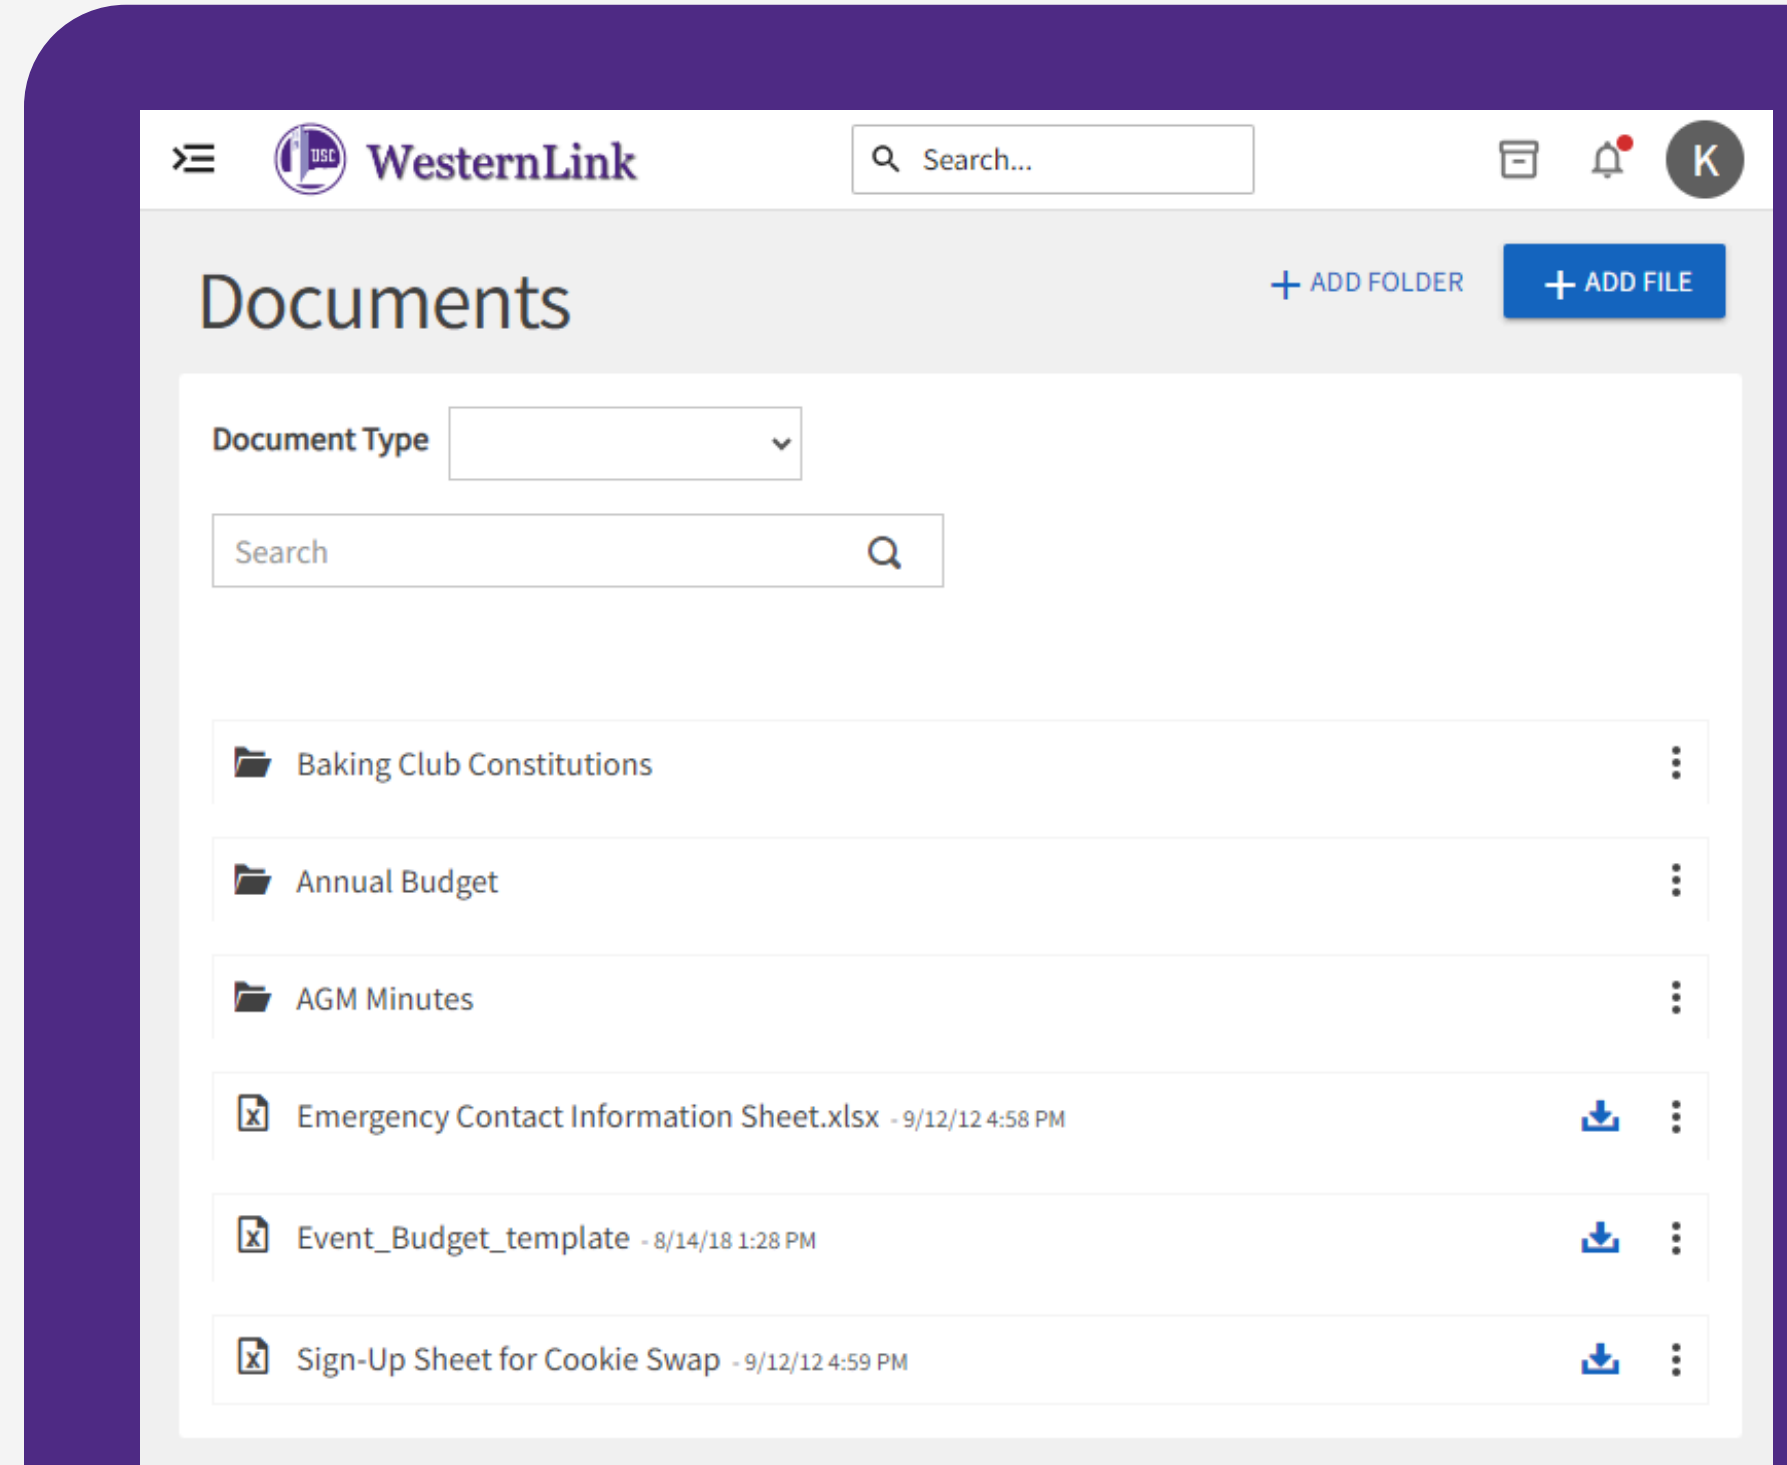 USC
WesternLink
Search...
K
Documents
+ ADD FOLDER
+ ADD FILE
Document Type
Search
Baking Club Constitutions
Annual Budget
AGM Minutes
Emergency Contact Information Sheet.xlsx - 9/12/12 4:58 PM
Event_Budget_template - 8/14/18 1:28 PM
Sign-Up Sheet for Cookie Swap - 9/12/12 4:59 PM